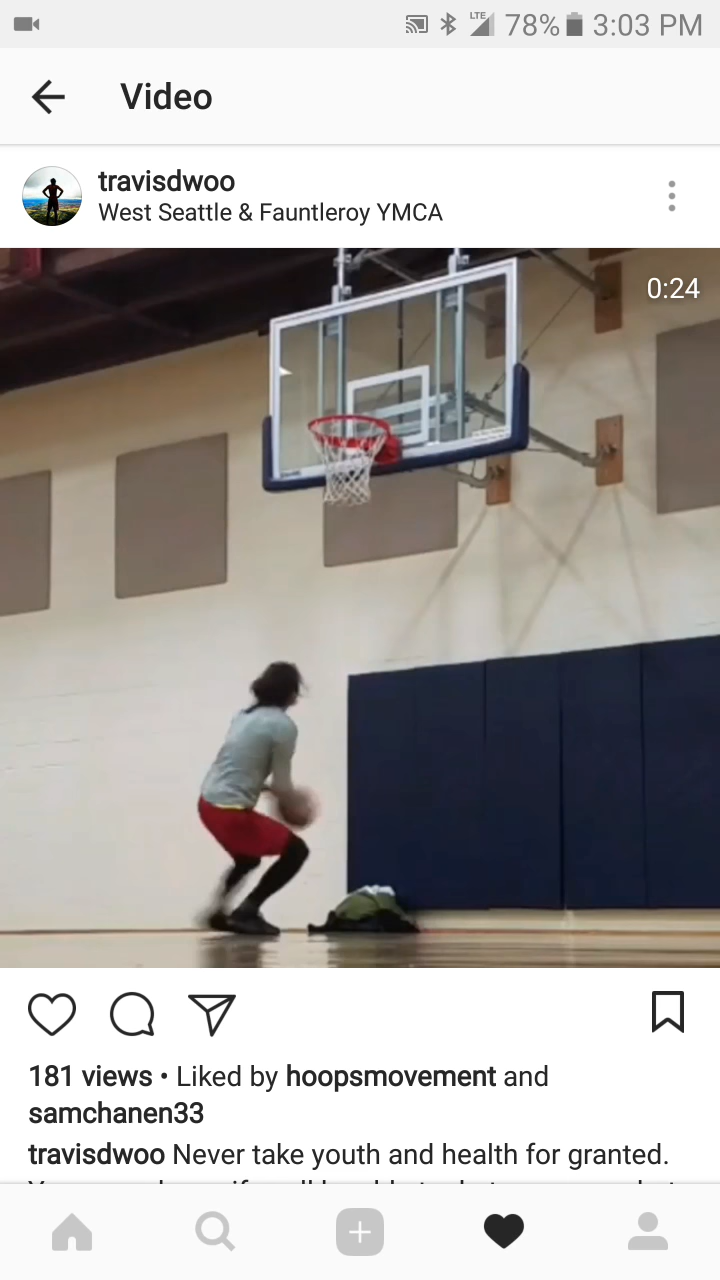 LTE 78% 3:03 PM
Video
travisdwoo
West Seattle & Fauntleroy YMCA
0:24
181 views • Liked by hoopsmovement and
samchanen33
travisdwoo Never take youth and health for granted.